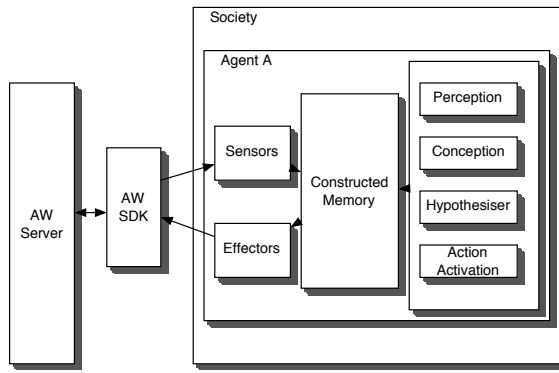 Society
Agent A
AW
Server
AW
SDK
Sensors
Effectors
Constructed
Memory
Perception
Conception
Hypothesiser
Action
Activation